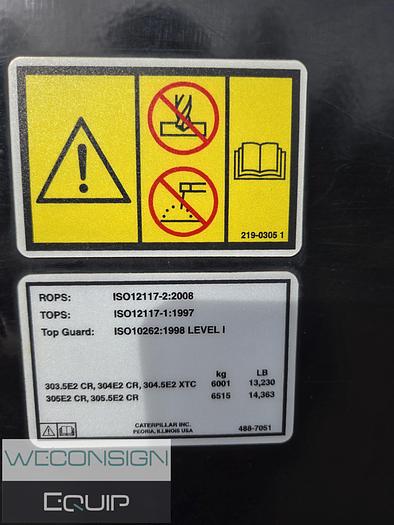 219-0305 1
ROPS: ISO12117-2:2008
TOPS: ISO12117-1:1997
Top Guard: ISO10262:1998 LEVEL I
kg LB
303.5E2 CR, 304E2 CR, 304.5E2 XTC 6001 13,230
305E2 CR, 305.5E2 CR 6515 14,363
CATERPILLAR INC.
PEORIA, ILLINOIS USA
488-7051
WECONSIGN
EQUIP